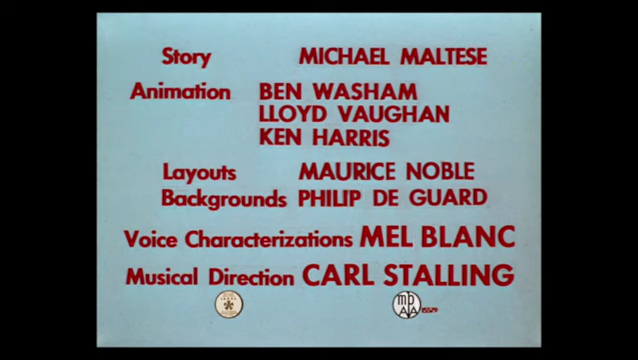 Story MICHAEL MALTESE
Animation BEN WASHAM
LLOYD VAUGHAN
KEN HARRIS
Layouts MAURICE NOBLE
Backgrounds PHILIP DE GUARD
Voice Characterizations MEL BLANC
Musical Direction CARL STALLING